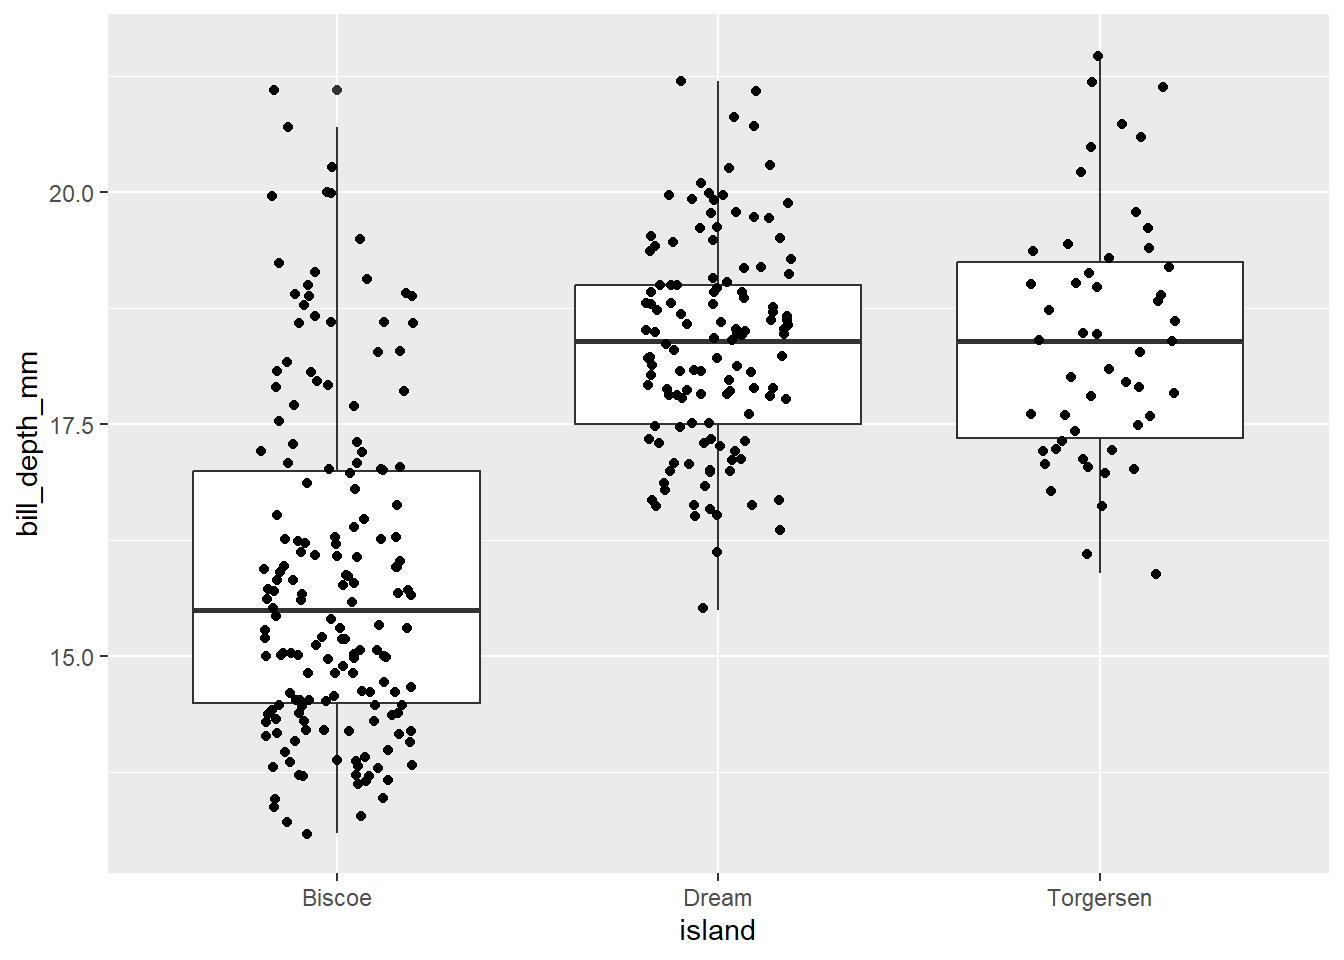 bill_depth_mm
20.0
17.5
15.0
Biscoe
Dream
Torgersen
island